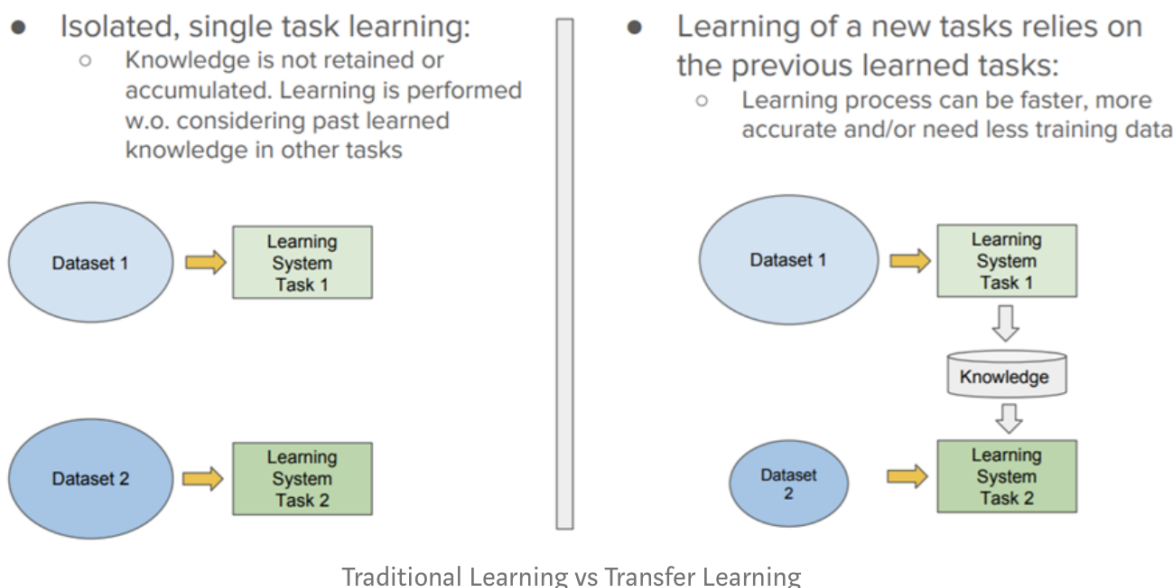 Isolated, single task learning:
Knowledge is not retained or
accumulated. Learning is performed
w.o. considering past learned
knowledge in other tasks
Dataset 1
Learning
System
Task 1
Dataset 2
Learning
System
Task 2
Learning of a new tasks relies on
the previous learned tasks:
Learning process can be faster, more
accurate and/or need less training data
Dataset 1
Learning
System
Task 1
Knowledge
Dataset
2
Learning
System
Task 2
Traditional Learning vs Transfer Learning